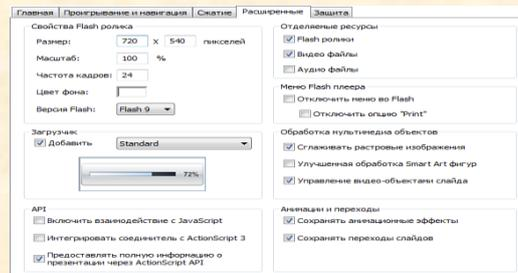 Главная Проигрывание и навигация Сжатие Расширенные Защита
Свойства Flash ролика
Размер: 720 X 540 пикселей
Масштаб: 100 %
Частота кадров: 24
Цвет фона:
Версия Flash: Flash 9
Загрузчик
Добавить Standard
72%
API
Включить взаимодействие с JavaScript
Интегрировать соединитель с ActionScript 3
Предоставлять полную информацию о
презентации через ActionScript API
Отделяемые ресурсы
Flash ролики
Видео файлы
Аудио файлы
Меню Flash плеера
Отключить меню во Flash
Отключить опцию "Print"
Обработка мультимедиа объектов
Сглаживать растровые изображения
Улучшенная обработка Smart Art фигур
Управление видео-объектами слайда
Анимации и переходы
Сохранять анимационные эффекты
Сохранять переходы слайдов